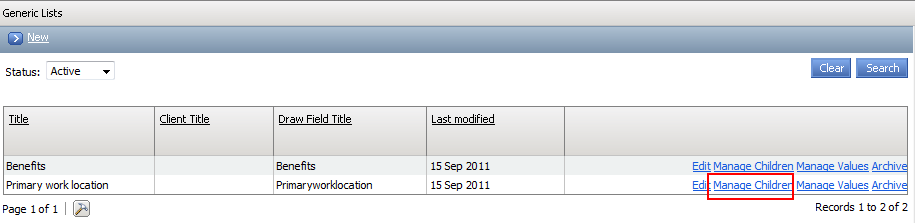 Generic Lists
New
Status: Active Clear Search
Title Client Title Draw Field Title Last modified
Benefits Benefits 15 Sep 2011 Edit Manage Children Manage Values Archive
Primary work location Primaryworklocation 15 Sep 2011 Edit Manage Children Manage Values Archive
Page 1 of 1 Records 1 to 2 of 2